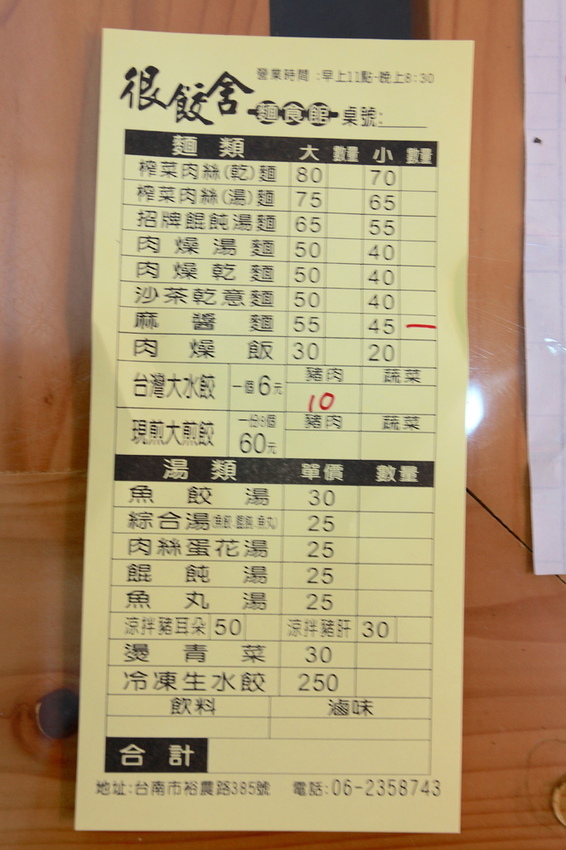 營業時間:早上11點-晚上8:30
很餃舍 麵食館 桌號:
麵類 大 數量 小 數量
榨菜肉絲(乾)麵 80 70
榨菜肉絲(湯)麵 75 65
招牌餛飩湯麵 65 55
肉燥湯麵 50 40
肉燥乾麵 50 40
沙茶乾意麵 50 40
麻醬麵 55 45 一
肉燥飯 30 20
台灣大水餃 一個6元 豬肉 蔬菜
10
現煎大煎餃 一份8個 60元 豬肉 蔬菜
湯類 單價 數量
魚餃湯 30
綜合湯(魚餃.餛飩.魚丸) 25
肉絲蛋花湯 25
餛飩湯 25
魚丸湯 25
涼拌豬耳朵 50 涼拌豬肝 30
燙青菜 30
冷凍生水餃 250
飲料 滷味
合計
地址:台南市裕農路385號 電話:06-2358743